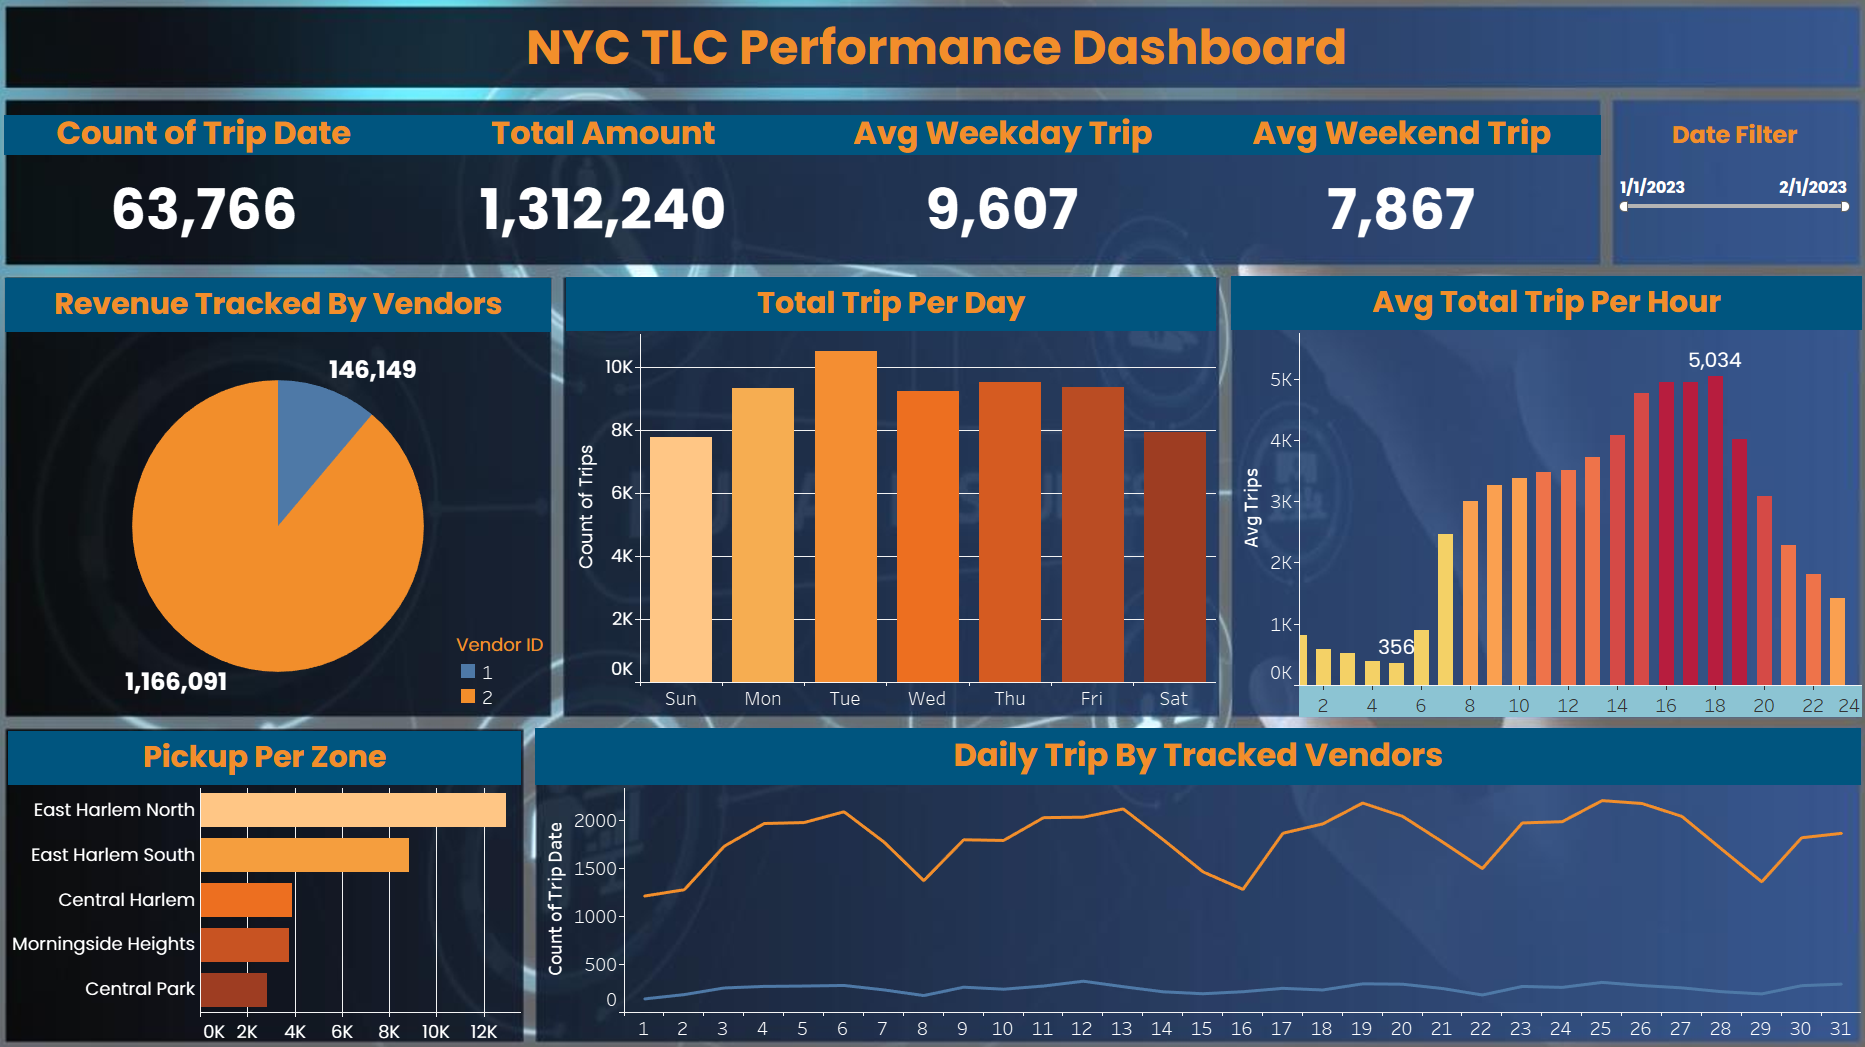 NYC TLC Performance Dashboard
Count of Trip Date
Total Amount
Avg Weekday Trip
Avg Weekend Trip
63,766
1,312,240
9,607
7,867
Date Filter
1/1/2023
2/1/2023
Revenue Tracked By Vendors
146,149
1,166,091
Vendor ID
1
2
Total Trip Per Day
Count of Trips
10K
8K
6K
4K
2K
0K
Sun Mon Tue Wed Thu Fri Sat
Avg Total Trip Per Hour
Avg Trips
5K
4K
3K
2K
1K
0K
5,034
356
2 4 6 8 10 12 14 16 18 20 22 24
Pickup Per Zone
East Harlem North
East Harlem South
Central Harlem
Morningside Heights
Central Park
0K 2K 4K 6K 8K 10K 12K
Daily Trip By Tracked Vendors
Count of Trip Date
2000
1500
1000
500
0
1 2 3 4 5 6 7 8 9 10 11 12 13 14 15 16 17 18 19 20 21 22 23 24 25 26 27 28 29 30 31